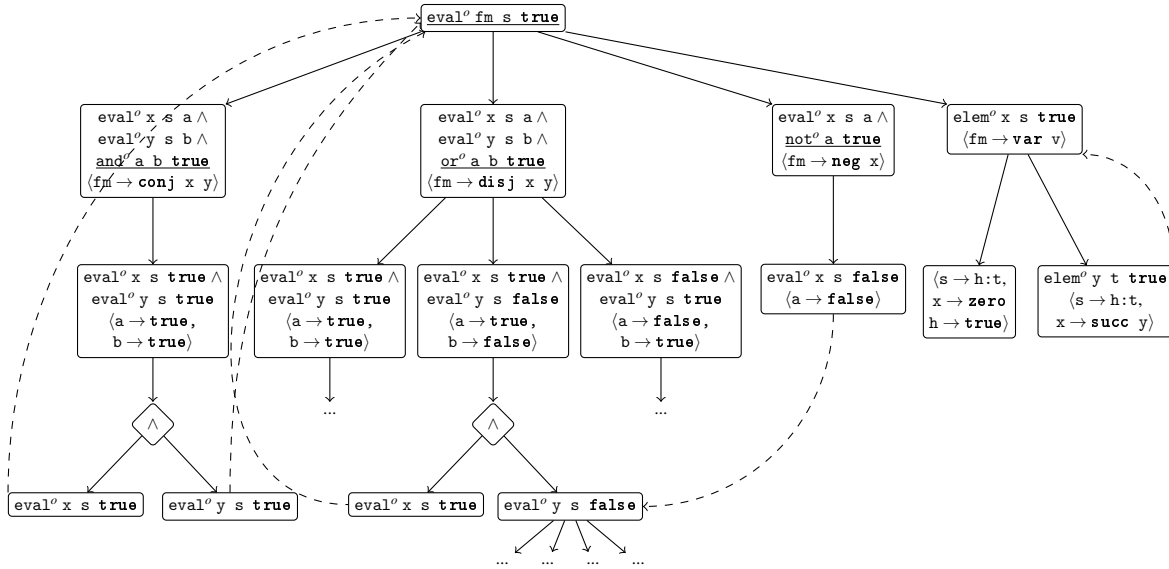 evalᵒ fm s true
evalᵒ x s a ∧
evalᵒ y s b ∧
andᵒ a b true
⟨fm → conj x y⟩
evalᵒ x s a ∧
evalᵒ y s b ∧
orᵒ a b true
⟨fm → disj x y⟩
evalᵒ x s a ∧
notᵒ a true
⟨fm → neg x⟩
elemᵒ x s true
⟨fm → var v⟩
evalᵒ x s true ∧
evalᵒ y s true
⟨a → true,
b → true⟩
evalᵒ x s true ∧
evalᵒ y s true
⟨a → true,
b → true⟩
evalᵒ x s true ∧
evalᵒ y s false
⟨a → true,
b → false⟩
evalᵒ x s false ∧
evalᵒ y s true
⟨a → false,
b → true⟩
evalᵒ x s false
⟨a → false⟩
⟨s → h:t,
x → zero
h → true⟩
elemᵒ y t true
⟨s → h:t,
x → succ y⟩
...
...
∧
∧
evalᵒ x s true
evalᵒ y s true
evalᵒ x s true
evalᵒ y s false
...
...
...
...